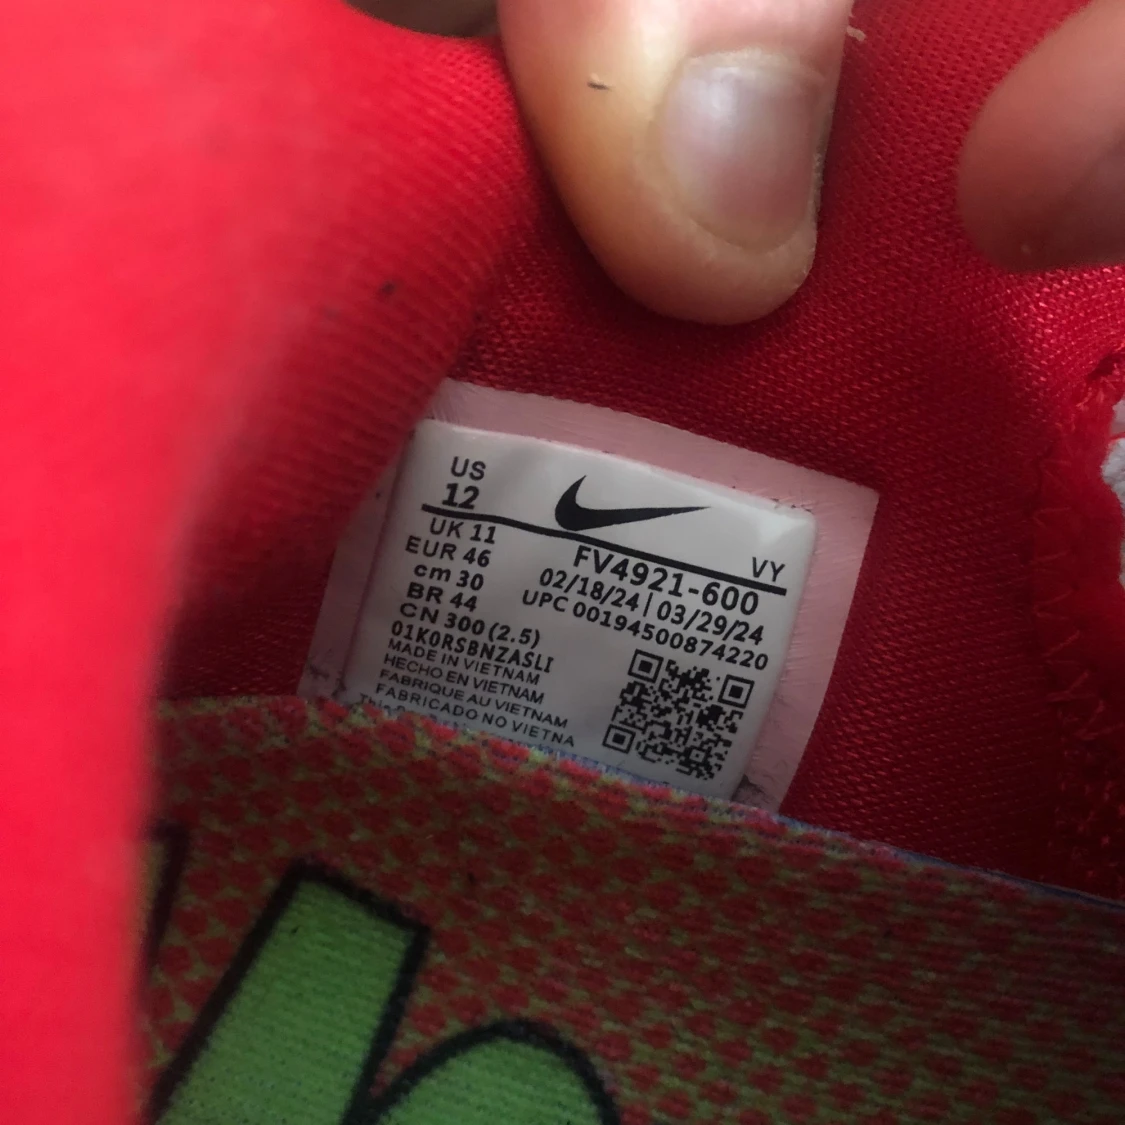 US
12
VY
UK 11
FV4921-600
EUR 46
02/18/24 | 03/29/24
cm 30
UPC 00194500874220
BR 44
CN 300 (2.5)
01K0RSBNZASLI
MADE IN VIETNAM
HECHO EN VIETNAM
FABRIQUE AU VIETNAM
FABRICADO NO VIETNA